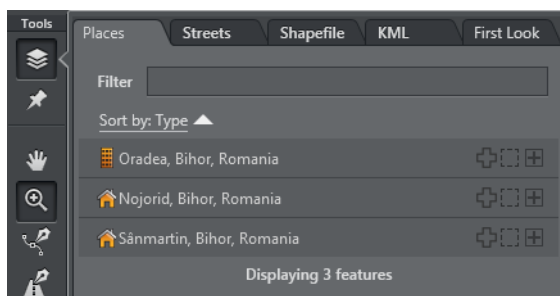 Tools
Places Streets Shapefile KML First Look
Filter
Sort by: Type
Oradea, Bihor, Romania
Nojorid, Bihor, Romania
Sânmartin, Bihor, Romania
Displaying 3 features